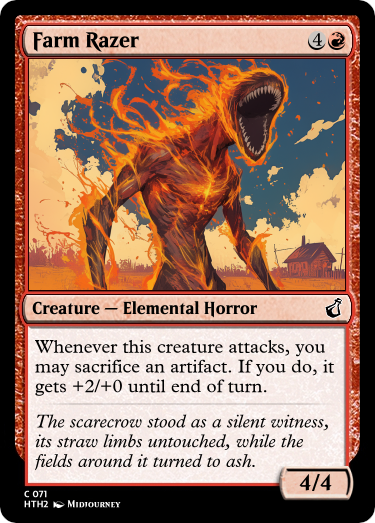 Farm Razer 4
Creature — Elemental Horror
Whenever this creature attacks, you
may sacrifice an artifact. If you do, it
gets +2/+0 until end of turn.
The scarecrow stood as a silent witness,
its straw limbs untouched, while the
fields around it turned to ash.
4/4
C 071
HTH2 Midjourney